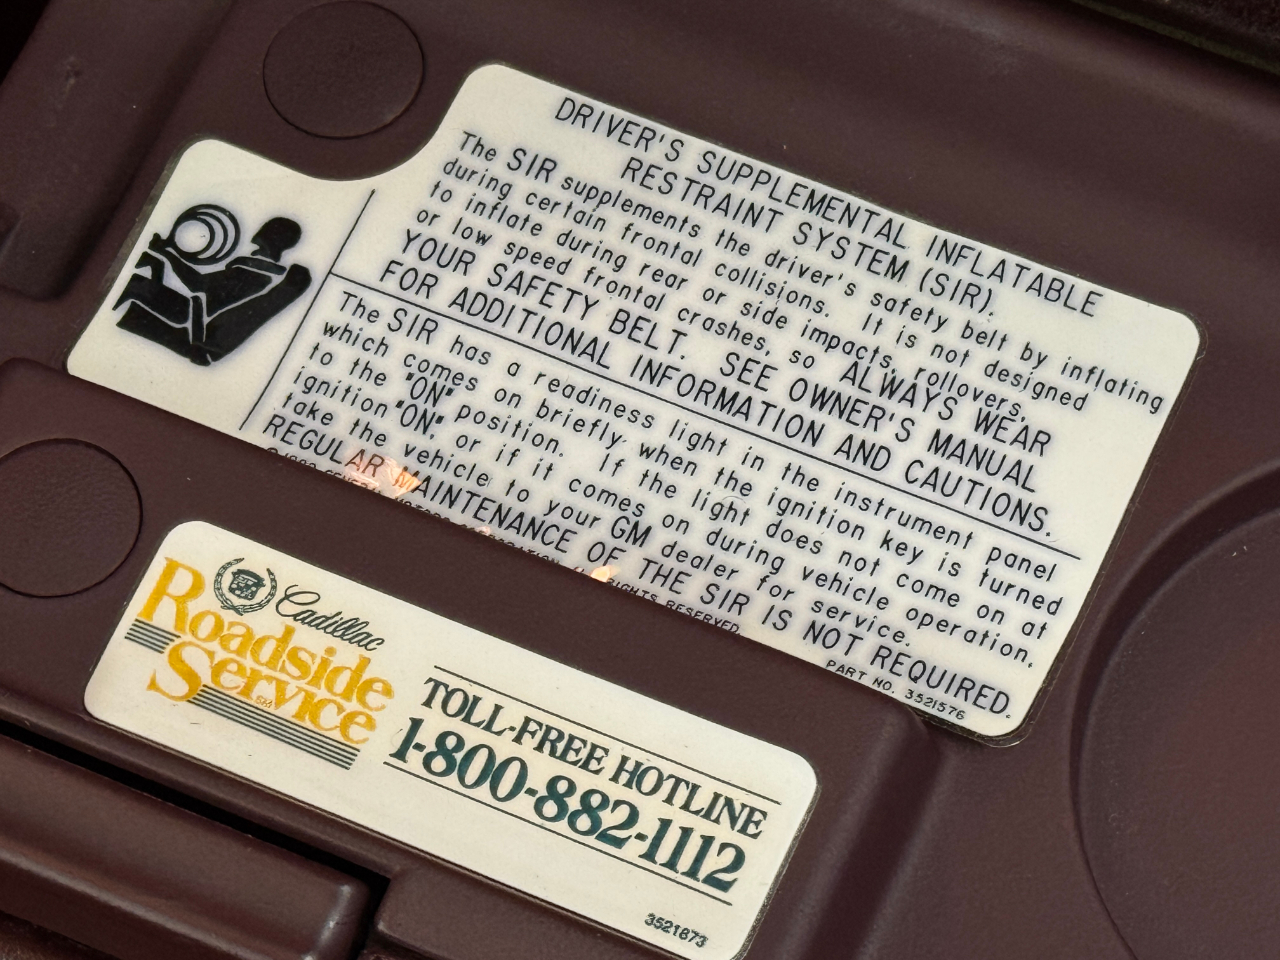 DRIVER'S SUPPLEMENTAL INFLATABLE
RESTRAINT SYSTEM (SIR).
The SIR supplements the driver's safety belt by inflating
during certain frontal collisions. It is not designed
to inflate during rear or side impacts, rollovers,
or low speed frontal crashes, so ALWAYS WEAR
YOUR SAFETY BELT. SEE OWNER'S MANUAL
FOR ADDITIONAL INFORMATION AND CAUTIONS.
The SIR has a readiness light in the instrument panel
which comes on briefly when the ignition key is turned
to the "ON" position. If the light does not come on at
ignition "ON", or if it comes on during vehicle operation,
take the vehicle to your GM dealer for service.
REGULAR MAINTENANCE OF THE SIR IS NOT REQUIRED.
GENERAL MOTORS CORPORATION ALL RIGHTS RESERVED.
PART NO. 3521576
Cadillac
Roadside
Service
SM
TOLL-FREE HOTLINE
1-800-882-1112
3521873